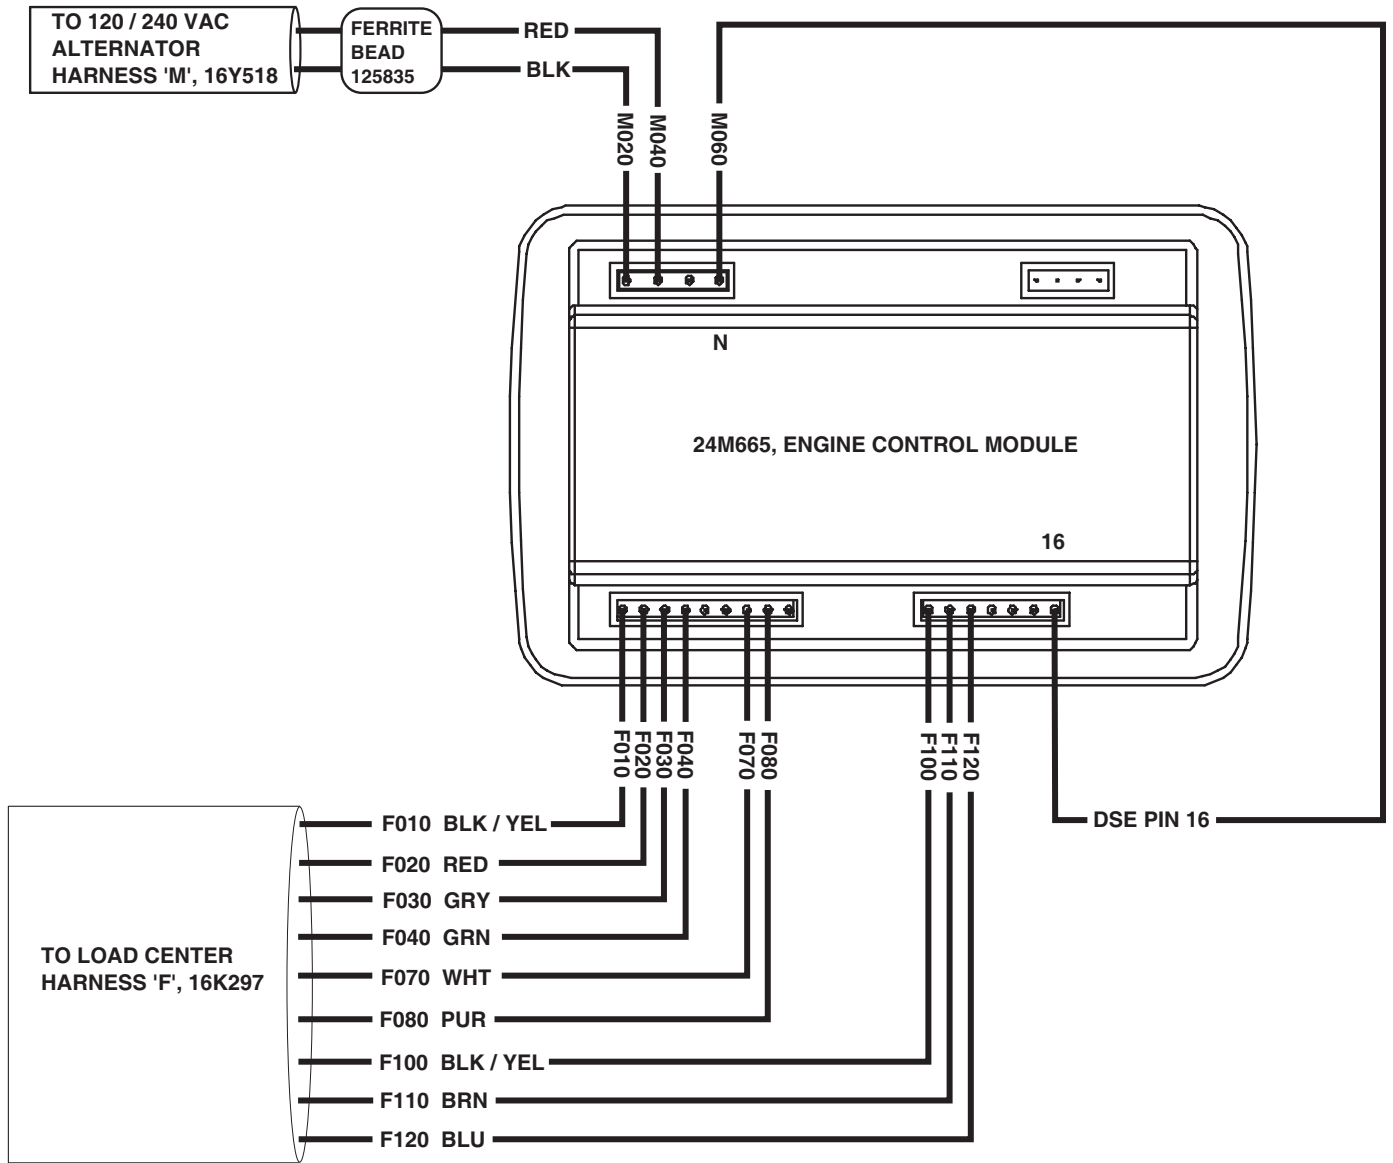 TO 120 / 240 VAC
ALTERNATOR
HARNESS 'M', 16Y518
FERRITE
BEAD
125835
RED
BLK
M020
M040
M060
N
24M665, ENGINE CONTROL MODULE
16
F010
F020
F030
F040
F070
F080
F100
F110
F120
DSE PIN 16
TO LOAD CENTER
HARNESS 'F', 16K297
F010 BLK / YEL
F020 RED
F030 GRY
F040 GRN
F070 WHT
F080 PUR
F100 BLK / YEL
F110 BRN
F120 BLU